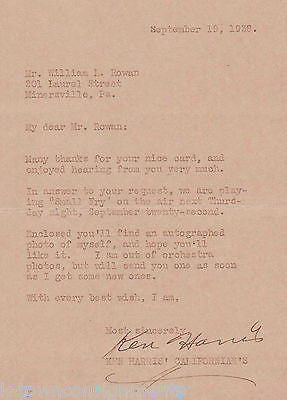 September 19, 1938.
Mr. William L. Rowan
201 Laurel Street
Minersville, Pa.
My dear Mr. Rowan:
Many thanks for your nice card, and
enjoyed hearing from you very much.
In answer to your request, we are play-
ing "Small Fry" on the air next Thurs-
day night, September twenty-second.
Enclosed you'll find an autographed
photo of myself, and hope you'll
like it. I am out of orchestra
photos, but will send you one as soon
as I get some new ones.
With every best wish, I am,
Most sincerely
Ken Harris
KEN HARRIS' CALIFORNIAN'S